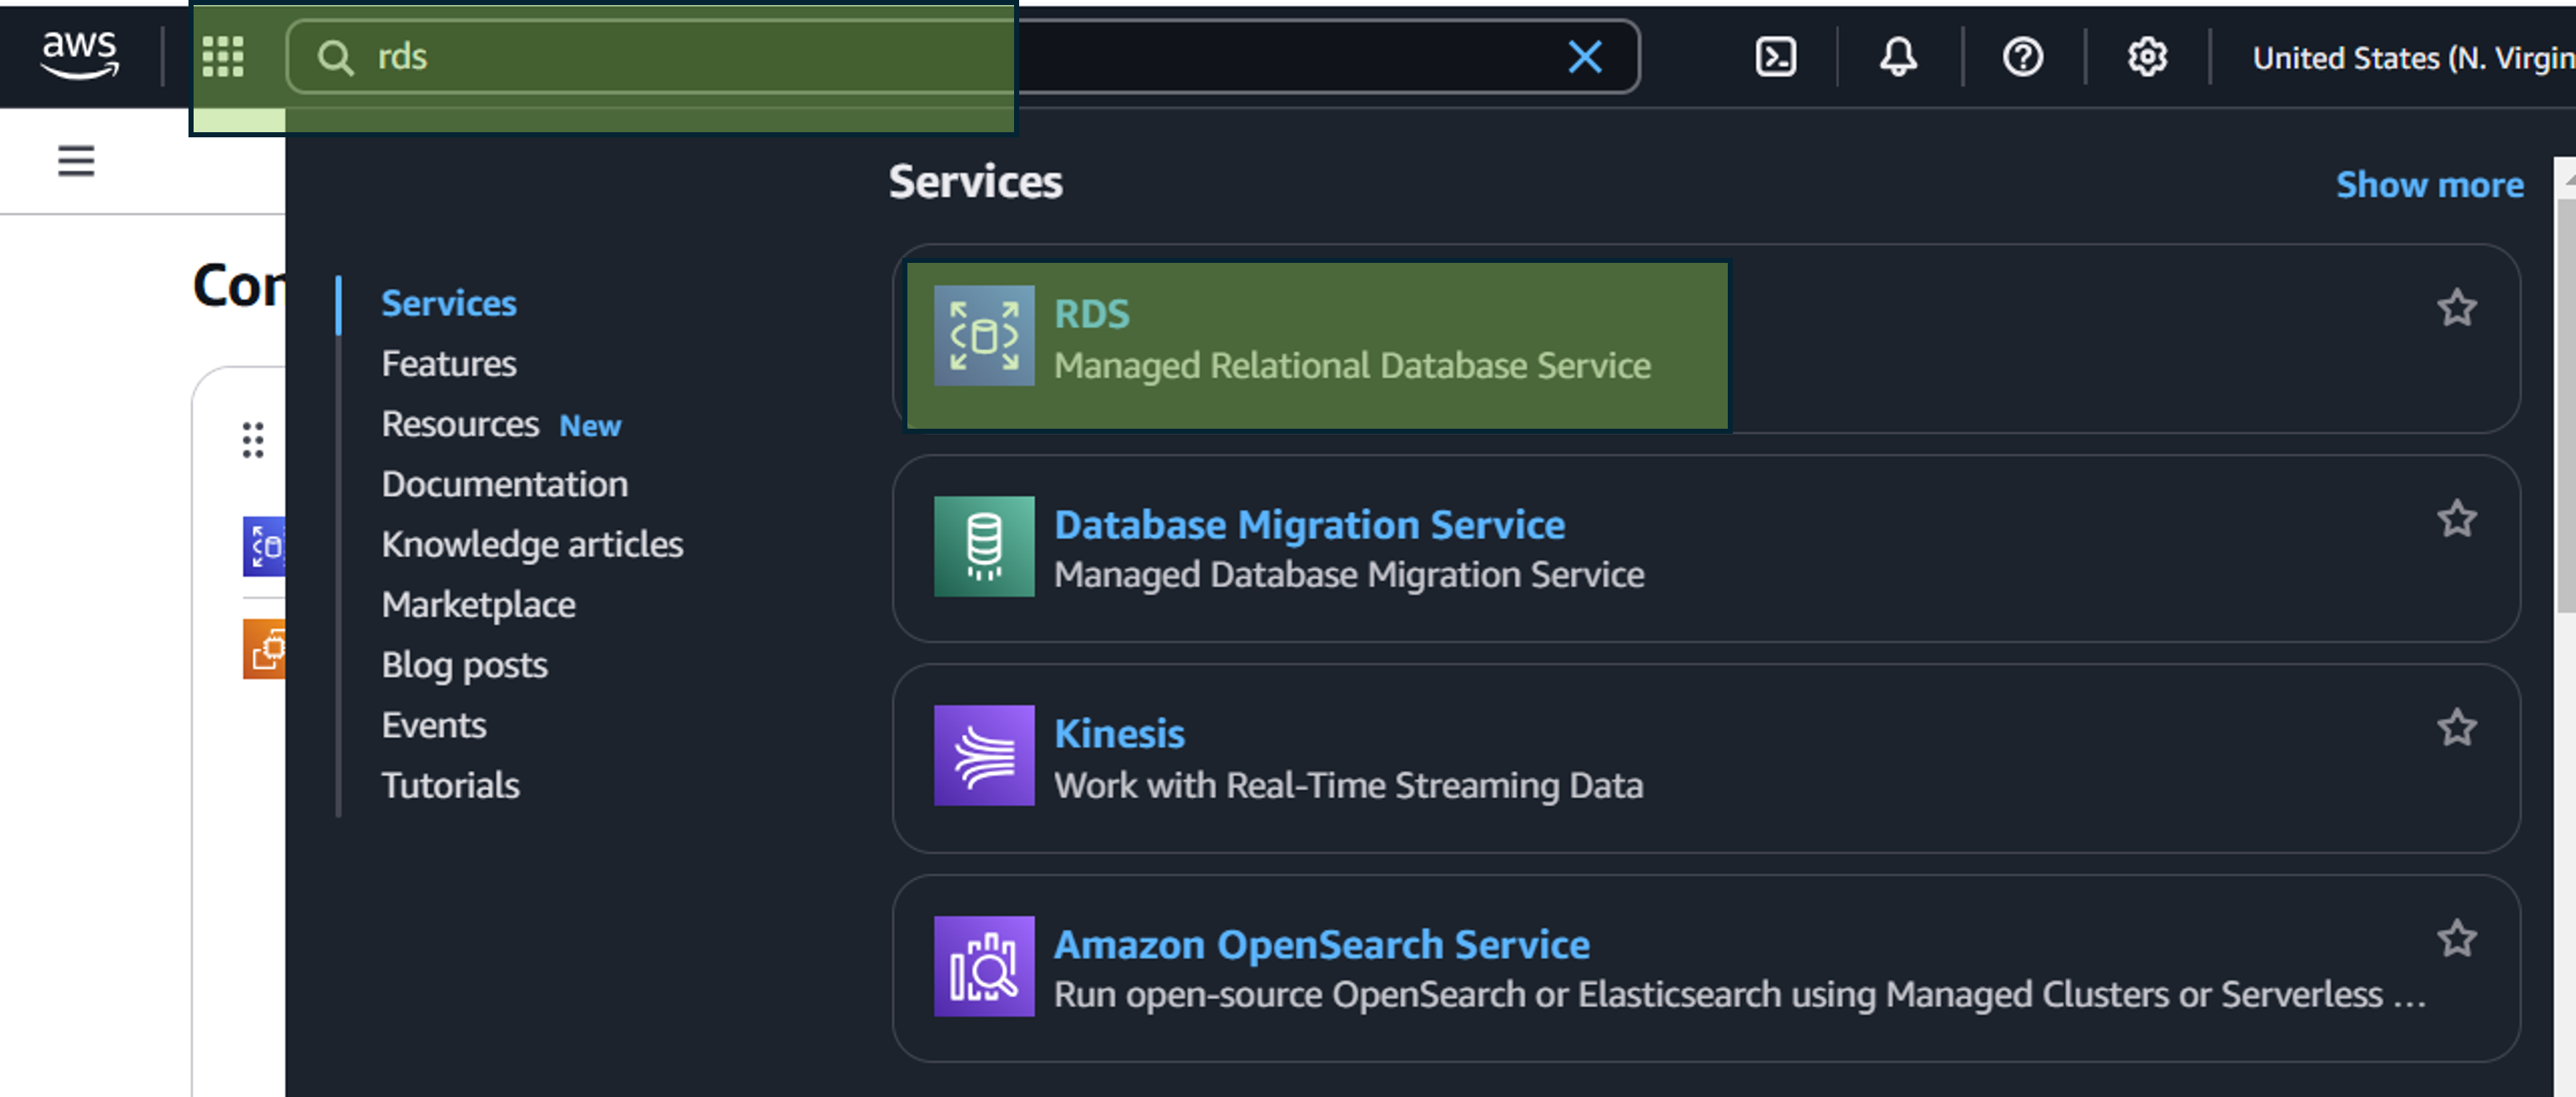 aws
rds
United States (N. Virgin
Con
Services
Features
Resources New
Documentation
Knowledge articles
Marketplace
Blog posts
Events
Tutorials
Services
Show more
RDS
Managed Relational Database Service
Database Migration Service
Managed Database Migration Service
Kinesis
Work with Real-Time Streaming Data
Amazon OpenSearch Service
Run open-source OpenSearch or Elasticsearch using Managed Clusters or Serverless ...